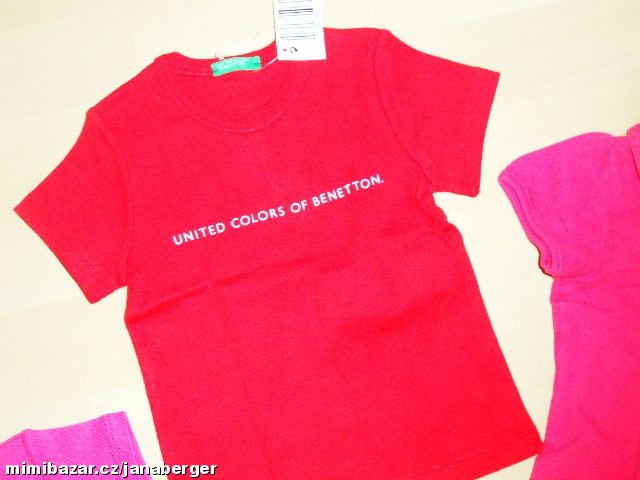 UNITED COLORS OF BENETTON.
mimibazar.cz/janaberger